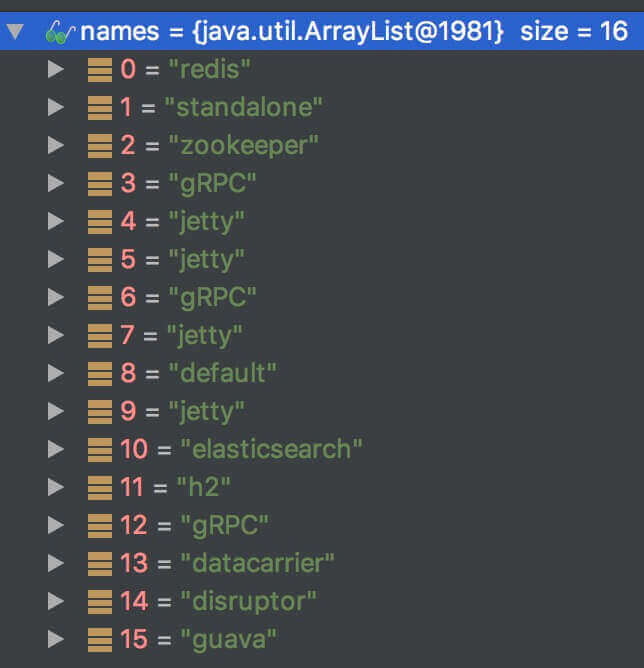 names = {java.util.ArrayList@1981} size = 16
0 = "redis"
1 = "standalone"
2 = "zookeeper"
3 = "gRPC"
4 = "jetty"
5 = "jetty"
6 = "gRPC"
7 = "jetty"
8 = "default"
9 = "jetty"
10 = "elasticsearch"
11 = "h2"
12 = "gRPC"
13 = "datacarrier"
14 = "disruptor"
15 = "guava"